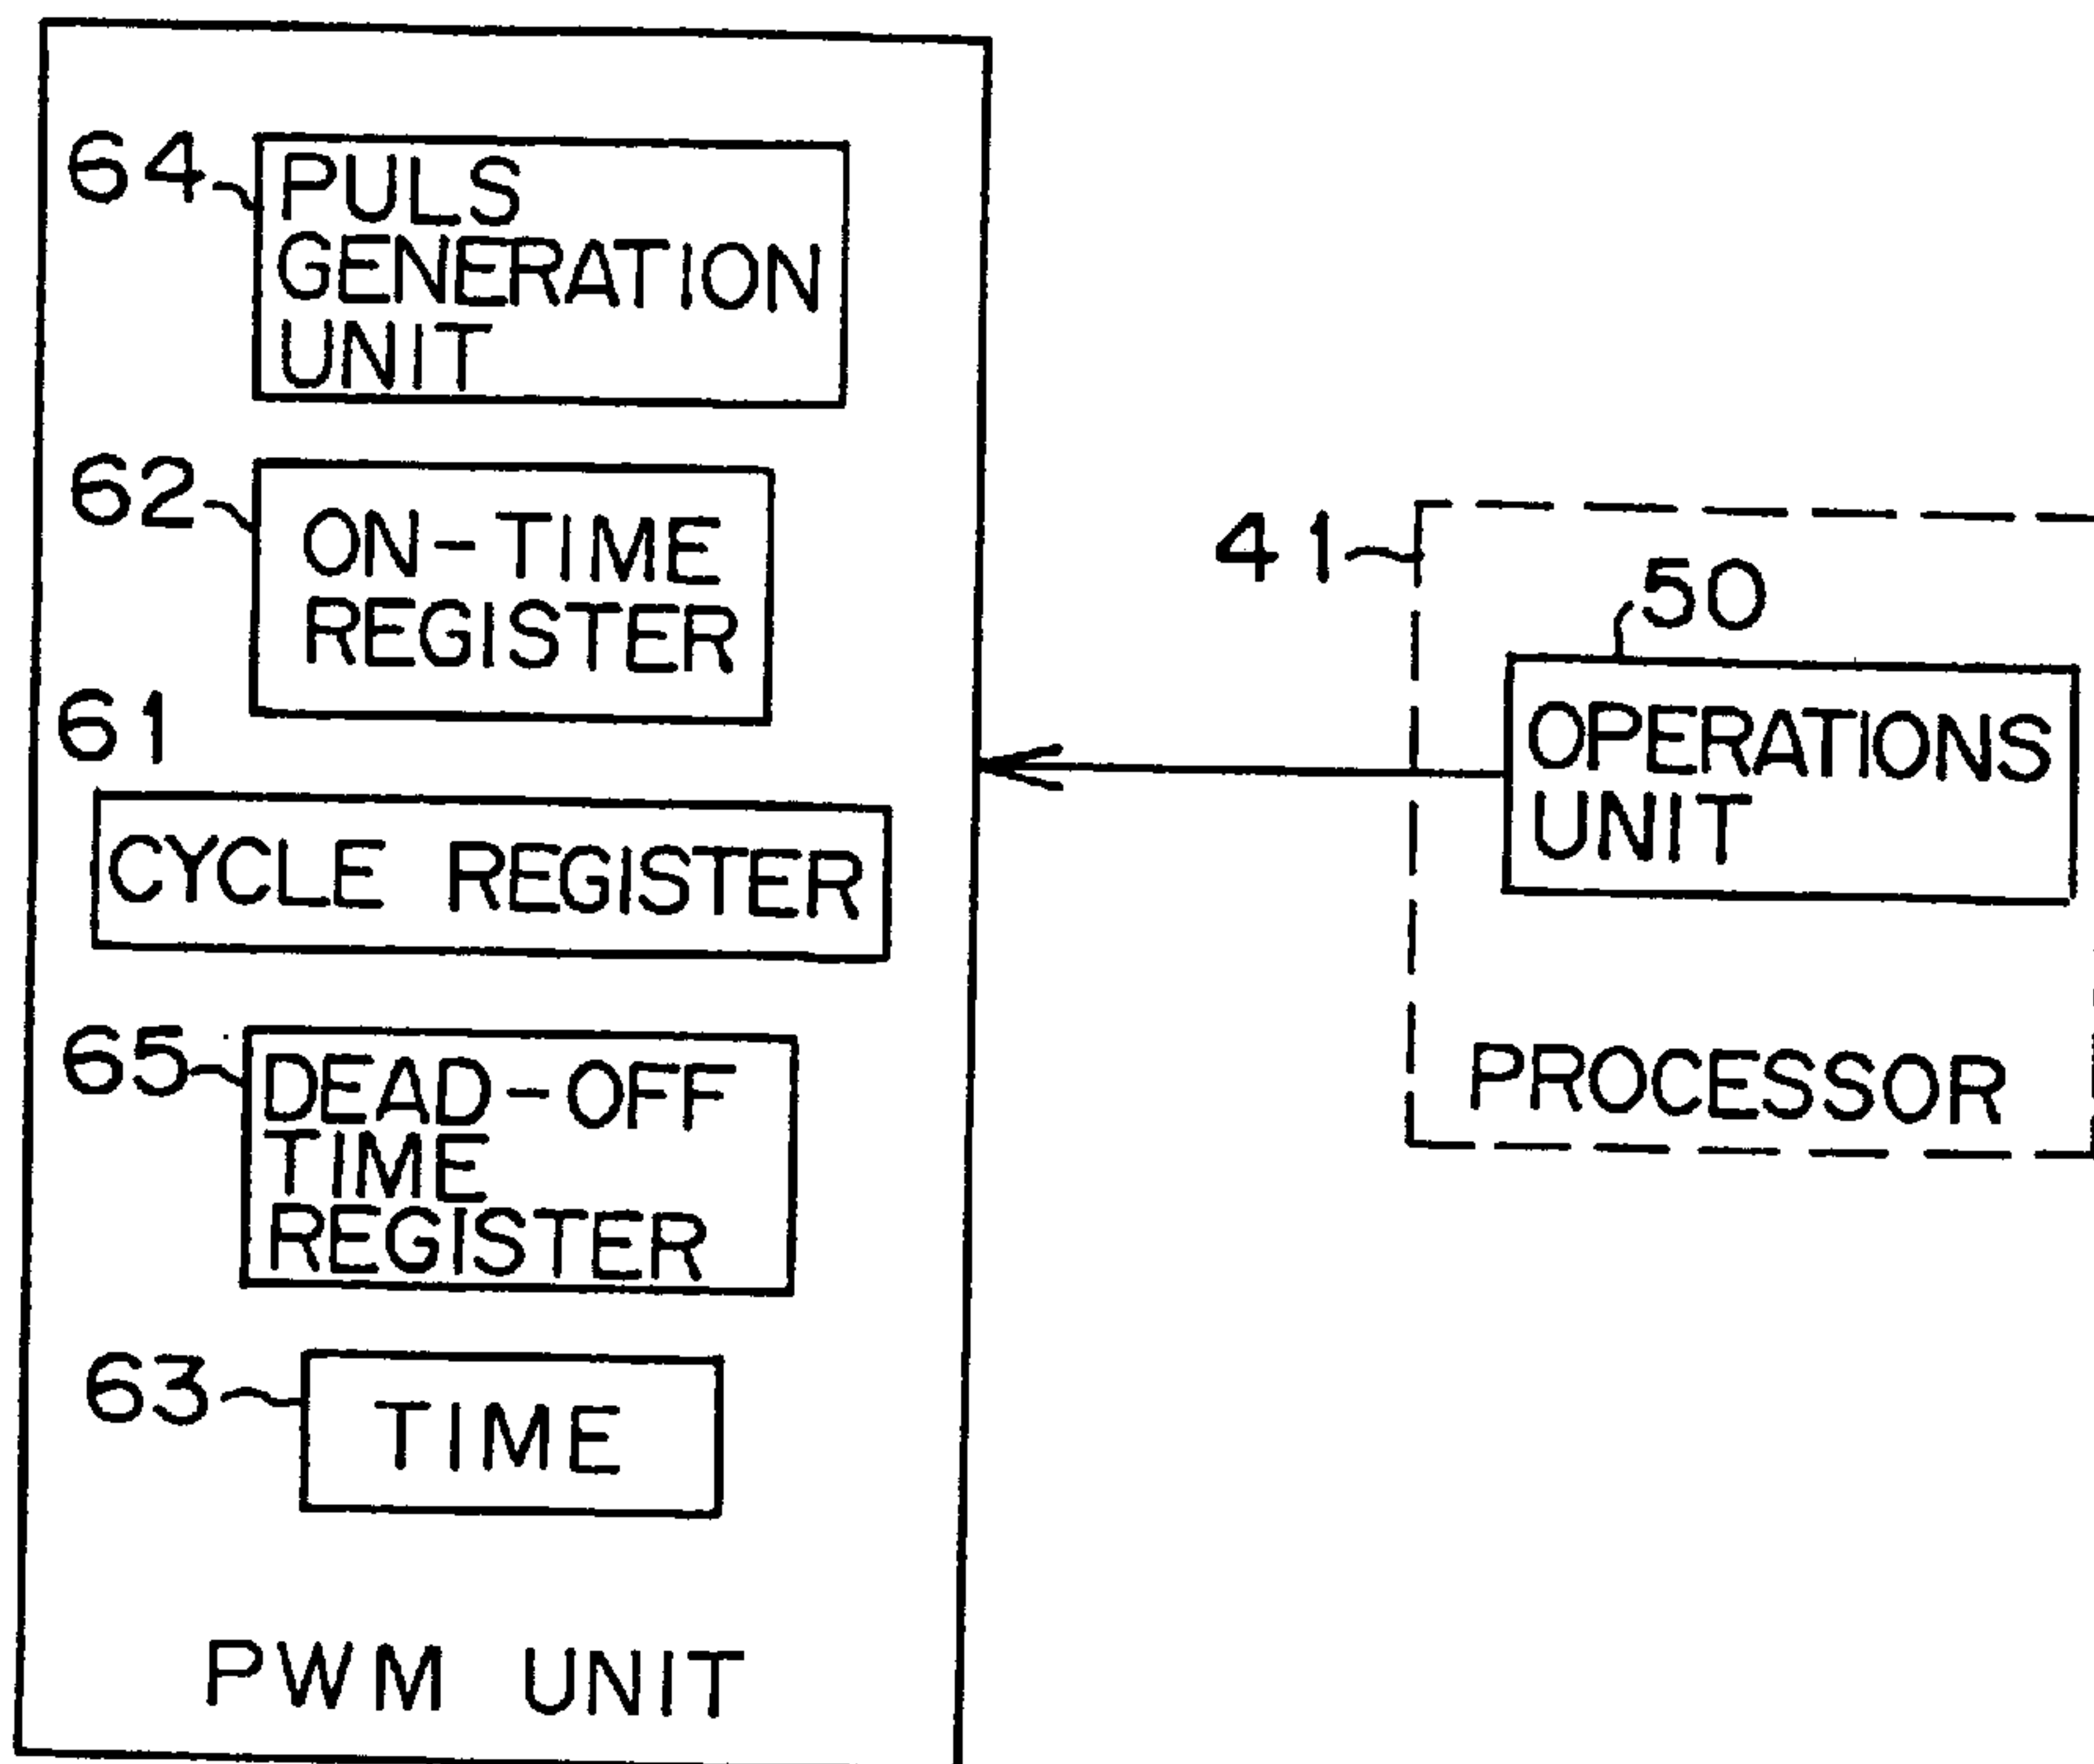 64
PULS
GENERATION
UNIT
62
ON-TIME
REGISTER
61
CYCLE REGISTER
65
DEAD-OFF
TIME
REGISTER
63
TIME
PWM UNIT
41
50
OPERATIONS
UNIT
PROCESSOR